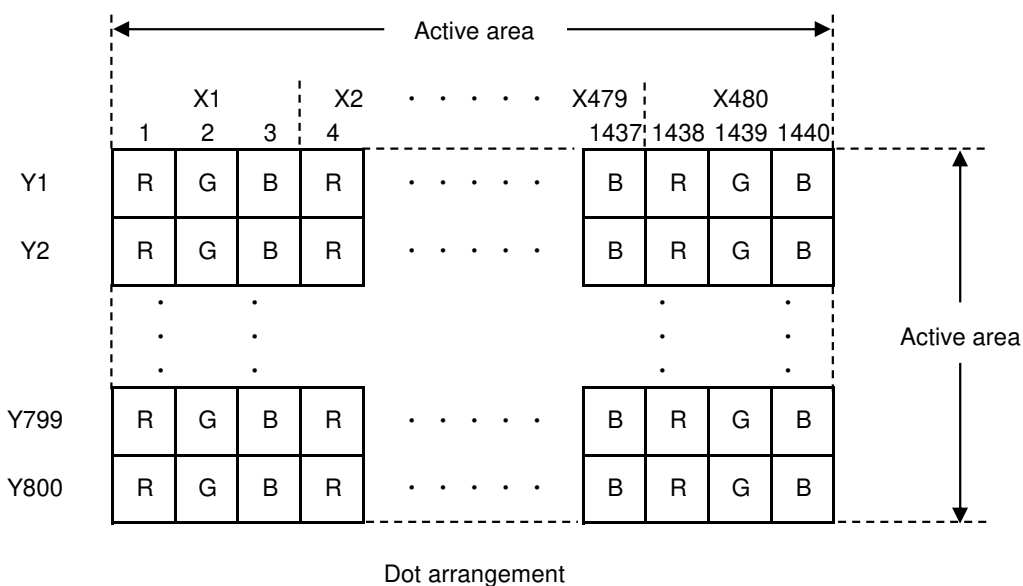 Active area
X1 X2 · · · · · X479 X480
1 2 3 4 1437 1438 1439 1440
Y1 R G B R · · · · · B R G B
Y2 R G B R · · · · · B R G B
Active area
Y799 R G B R · · · · · B R G B
Y800 R G B R · · · · · B R G B
Dot arrangement